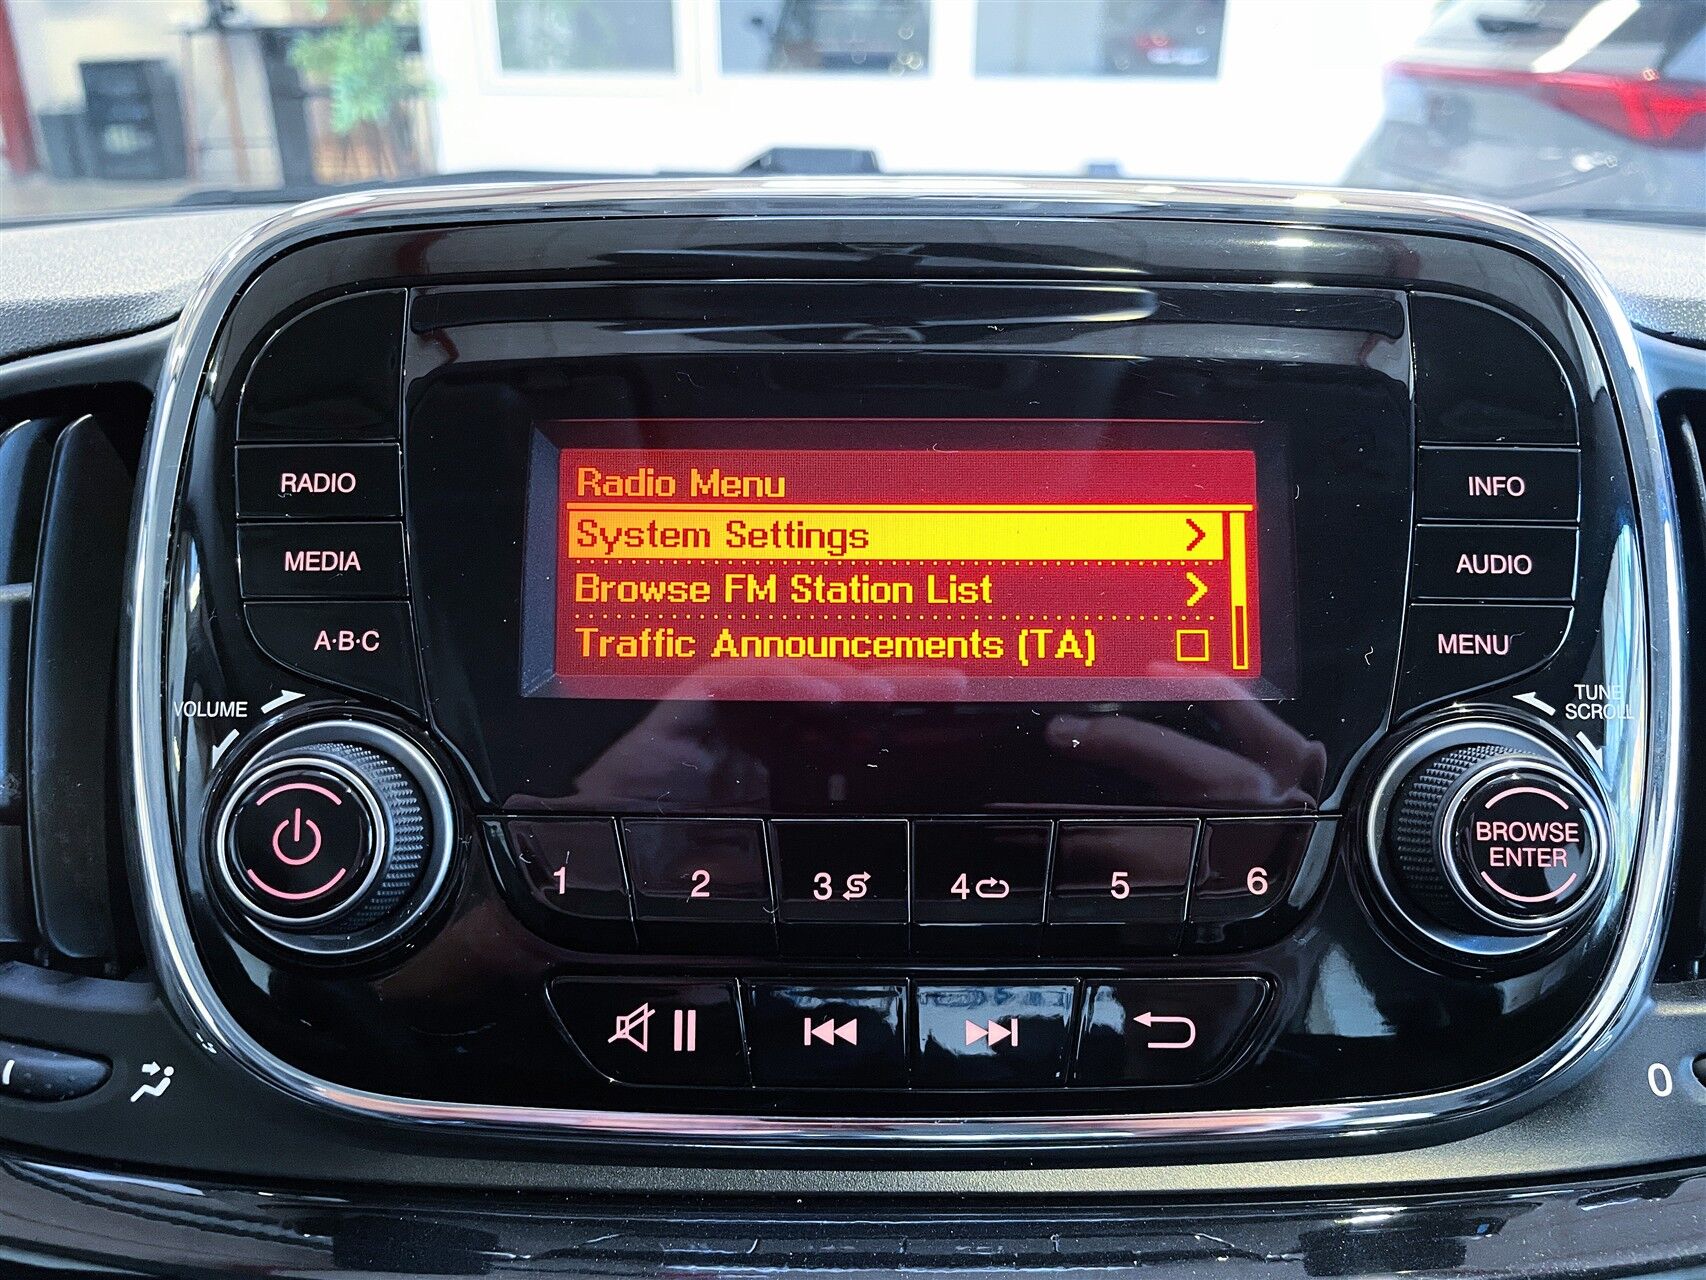 Radio Menu
System Settings
Browse FM Station List
Traffic Announcements (TA)
RADIO
MEDIA
A·B·C
VOLUME
INFO
AUDIO
MENU
TUNE
SCROLL
BROWSE
ENTER
1
2
3
4
5
6
0